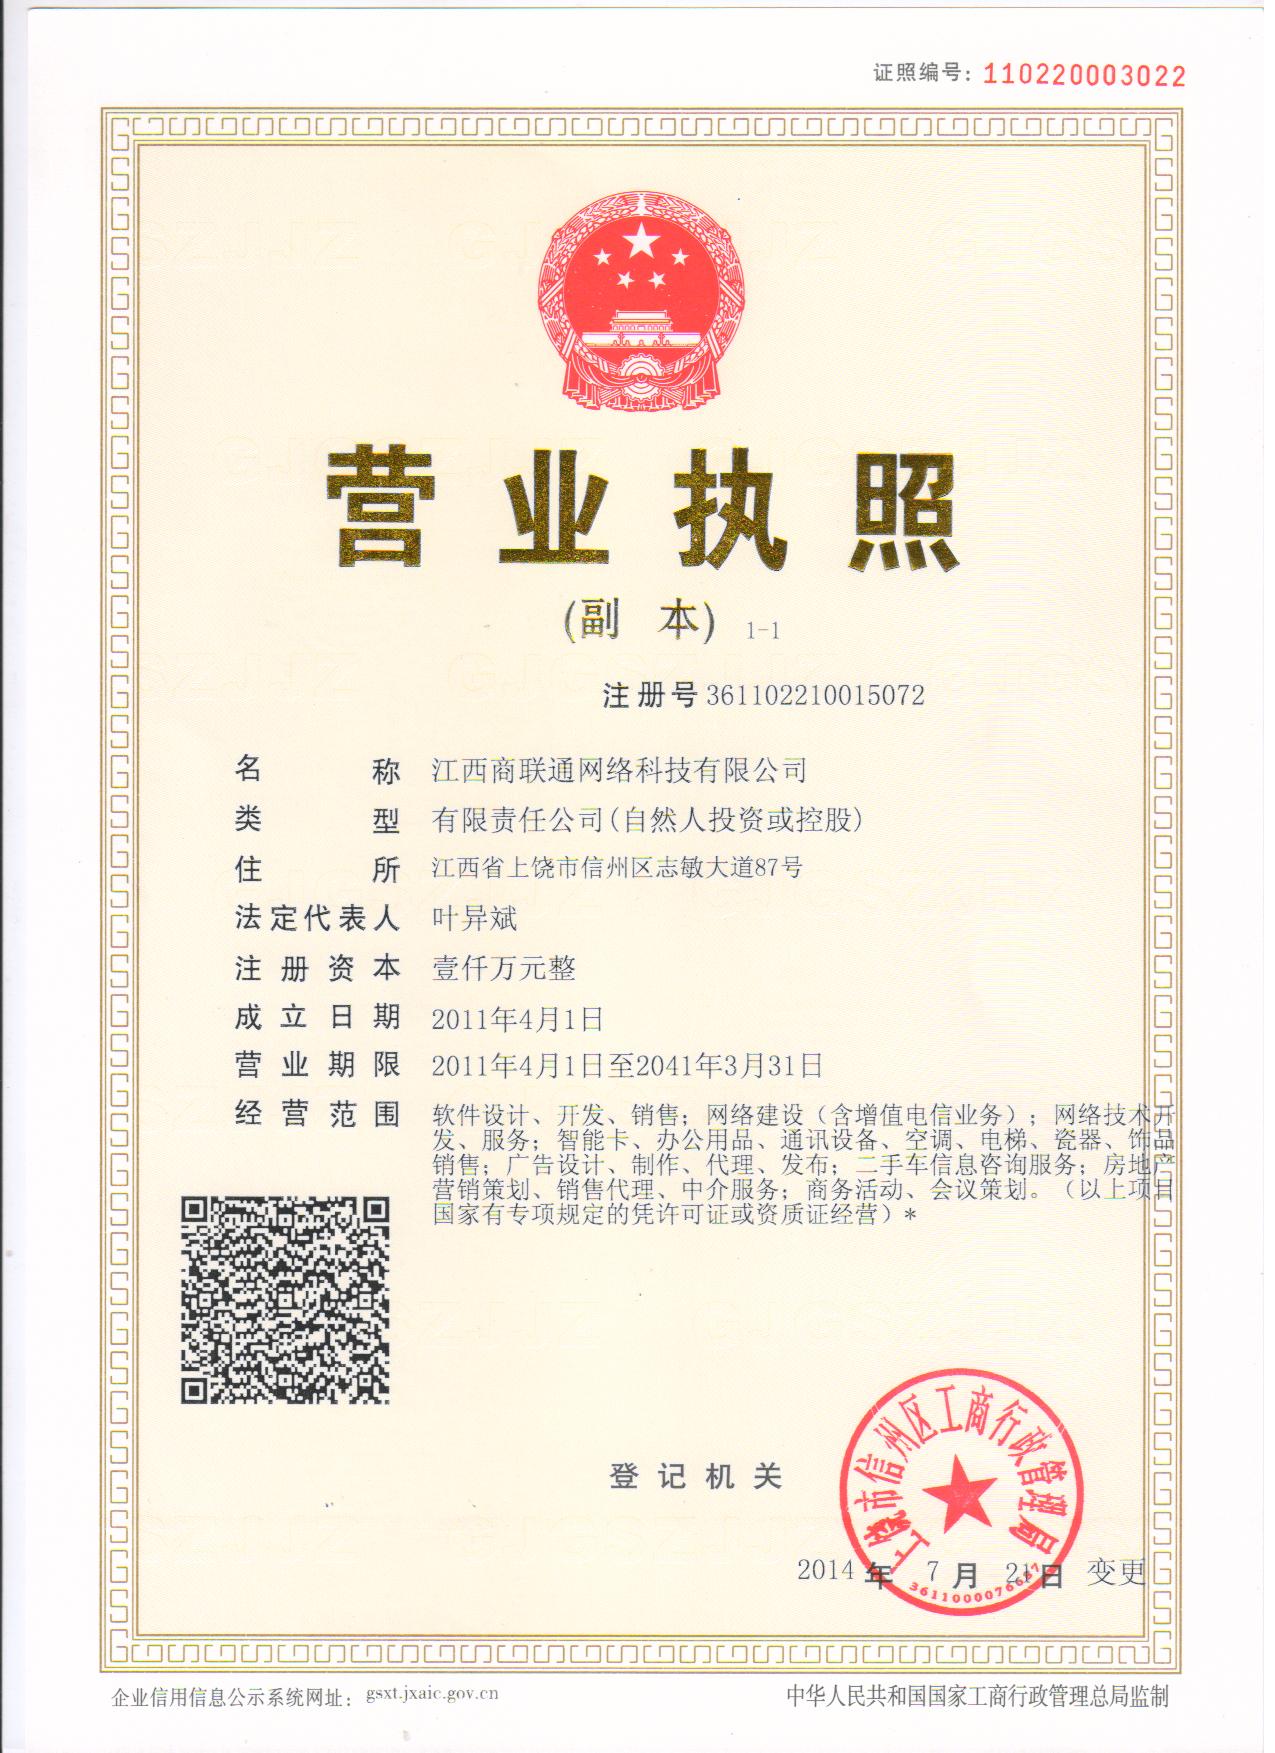 证照编号：110220003022
营业执照
(副 本) 1-1
注册号 361102210015072
名 称 江西商联通网络科技有限公司
类 型 有限责任公司(自然人投资或控股)
住 所 江西省上饶市信州区志敏大道87号
法定代表人 叶异斌
注册资本 壹仟万元整
成立日期 2011年4月1日
营业期限 2011年4月1日至2041年3月31日
经营范围 软件设计、开发、销售；网络建设（含增值电信业务）；网络技术开
发、服务；智能卡、办公用品、通讯设备、空调、电梯、瓷器、饰品
销售；广告设计、制作、代理、发布；二手车信息咨询服务；房地产
营销策划、销售代理、中介服务；商务活动、会议策划。（以上项目
国家有专项规定的凭许可证或资质证经营）*
登记机关
上饶市信州区工商行政管理局
2014 年 7 月 21日 变更
企业信用信息公示系统网址： gsxt.jxaic.gov.cn
中华人民共和国国家工商行政管理总局监制